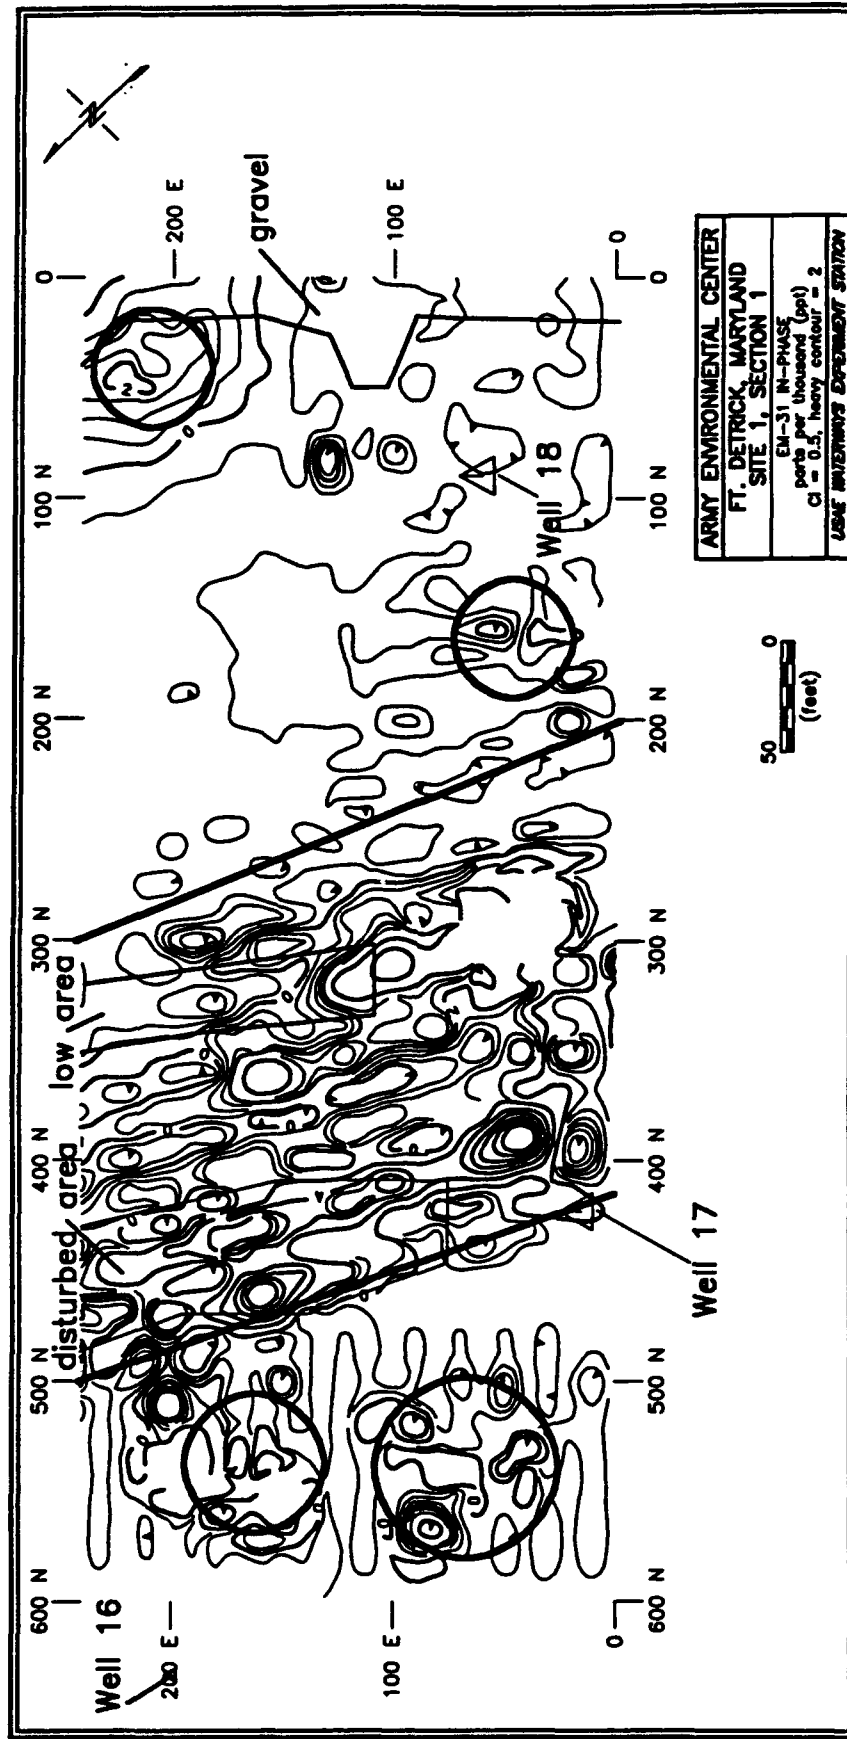 ARMY ENVIRONMENTAL CENTER
FT. DETRICK, MARYLAND
SITE 1, SECTION 1
EM-31 IN-PHASE
parts per thousand (ppt)
CI = 0.5, heavy contour = 2
USAE WATERWAYS EXPERIMENT STATION
N
Well 16
600 N
500 N
400 N
300 N
200 N
100 N
0
disturbed area
low area
200 E
200 E
gravel
100 E
100 E
Well 18
2
0
0
0
600 N
500 N
400 N
300 N
200 N
100 N
0
Well 17
50
0
(feet)